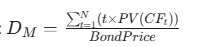 : D_M = \frac{\sum_{t=1}^{N}(t \times PV(CF_t))}{BondPrice}